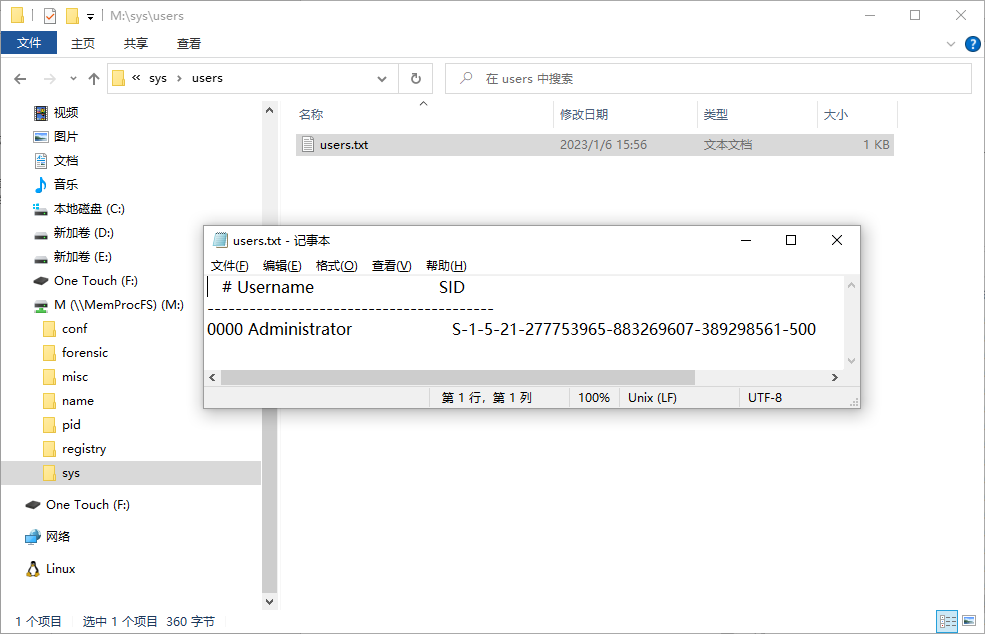 M:\sys\users
文件 主页 共享 查看
« sys › users
在 users 中搜索
名称 修改日期 类型 大小
users.txt 2023/1/6 15:56 文本文档 1 KB
视频
图片
文档
音乐
本地磁盘 (C:)
新加卷 (D:)
新加卷 (E:)
One Touch (F:)
M (\\MemProcFS) (M:)
conf
forensic
misc
name
pid
registry
sys
One Touch (F:)
网络
Linux
users.txt - 记事本
文件(F) 编辑(E) 格式(O) 查看(V) 帮助(H)
# Username SID
-----------------------------------------
0000 Administrator S-1-5-21-277753965-883269607-389298561-500
第 1 行，第 1 列 100% Unix (LF) UTF-8
1 个项目 选中 1 个项目 360 字节